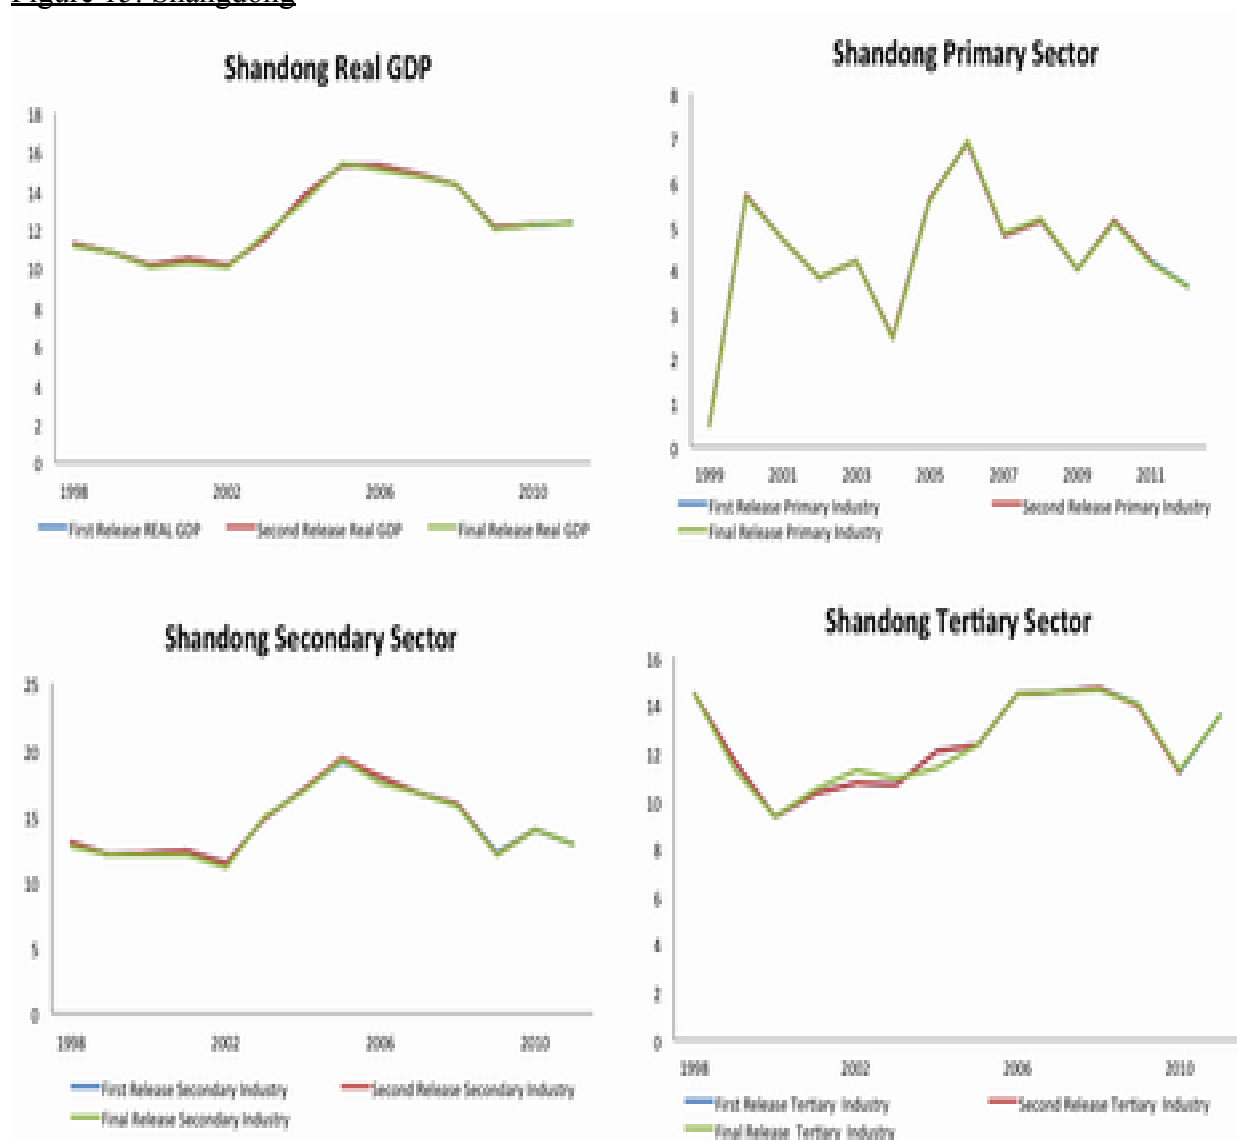 Shandong Real GDP
18
16
14
12
10
8
6
4
2
0
1998 2002 2006 2010
First Release REAL GDP Second Release Real GDP Final Release Real GDP
Shandong Primary Sector
8
7
6
5
4
3
2
1
0
1999 2001 2003 2005 2007 2009 2011
First Release Primary Industry Second Release Primary Industry
Final Release Primary Industry
Shandong Secondary Sector
25
20
15
10
5
0
1998 2002 2006 2010
First Release Secondary Industry Second Release Secondary Industry
Final Release Secondary Industry
Shandong Tertiary Sector
16
14
12
10
8
6
4
2
0
1998 2002 2006 2010
First Release Tertiary Industry Second Release Tertiary Industry
Final Release Tertiary Industry